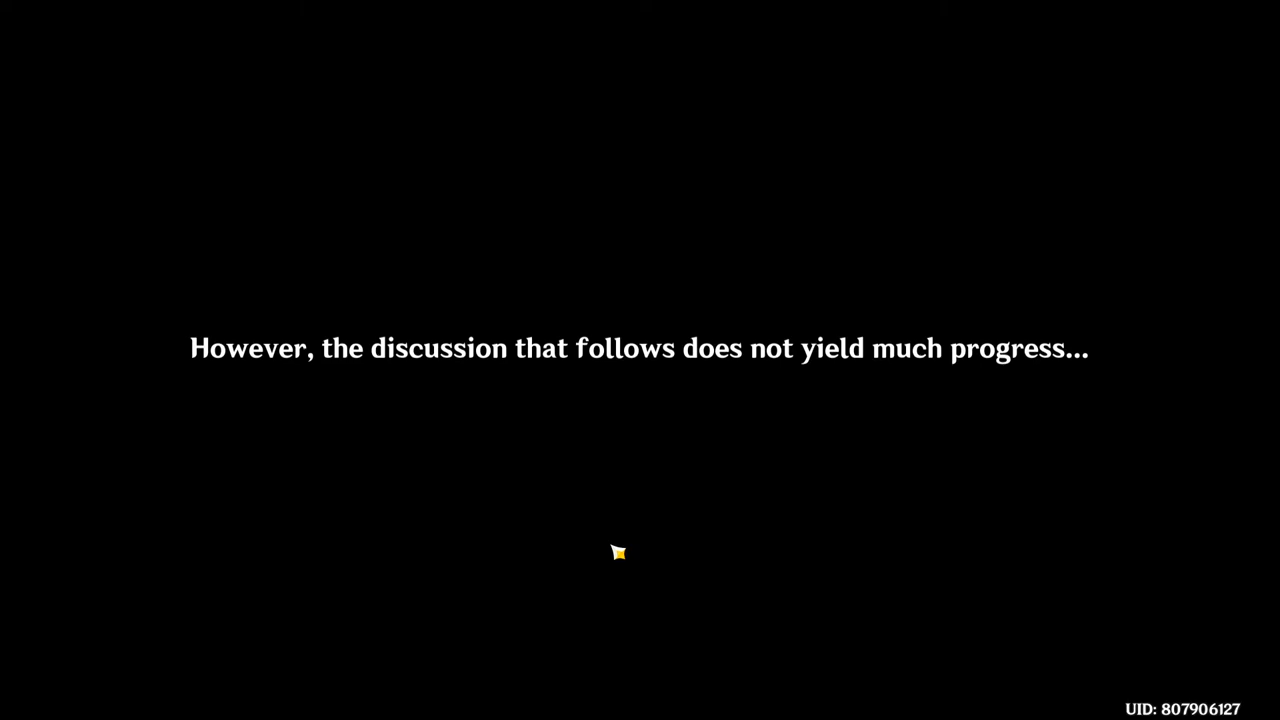 However, the discussion that follows does not yield much progress...
UID: 807906127